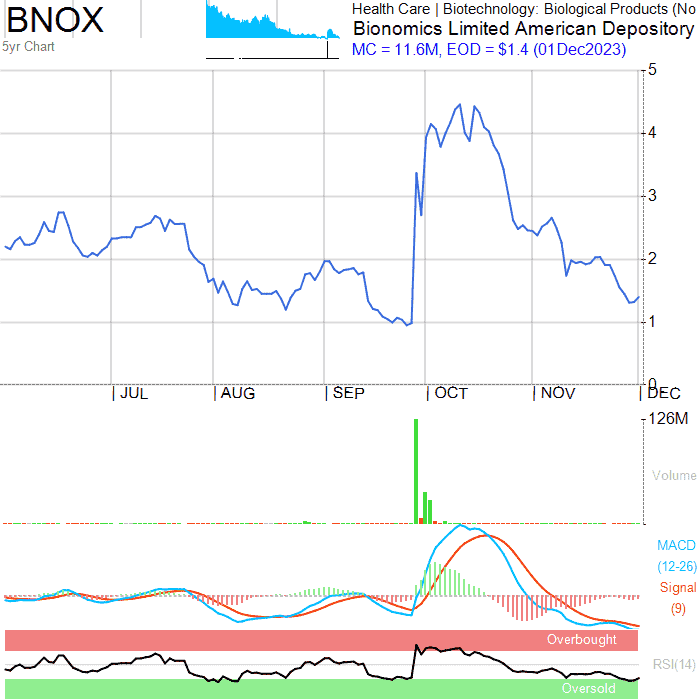 BNOX
5yr Chart
Health Care | Biotechnology: Biological Products (No
Bionomics Limited American Depository
MC = 11.6M, EOD = $1.4 (01Dec2023)
5
4
3
2
1
0
JUL AUG SEP OCT NOV DEC
126M
Volume
MACD
(12-26)
Signal
(9)
Overbought
RSI(14)
Oversold